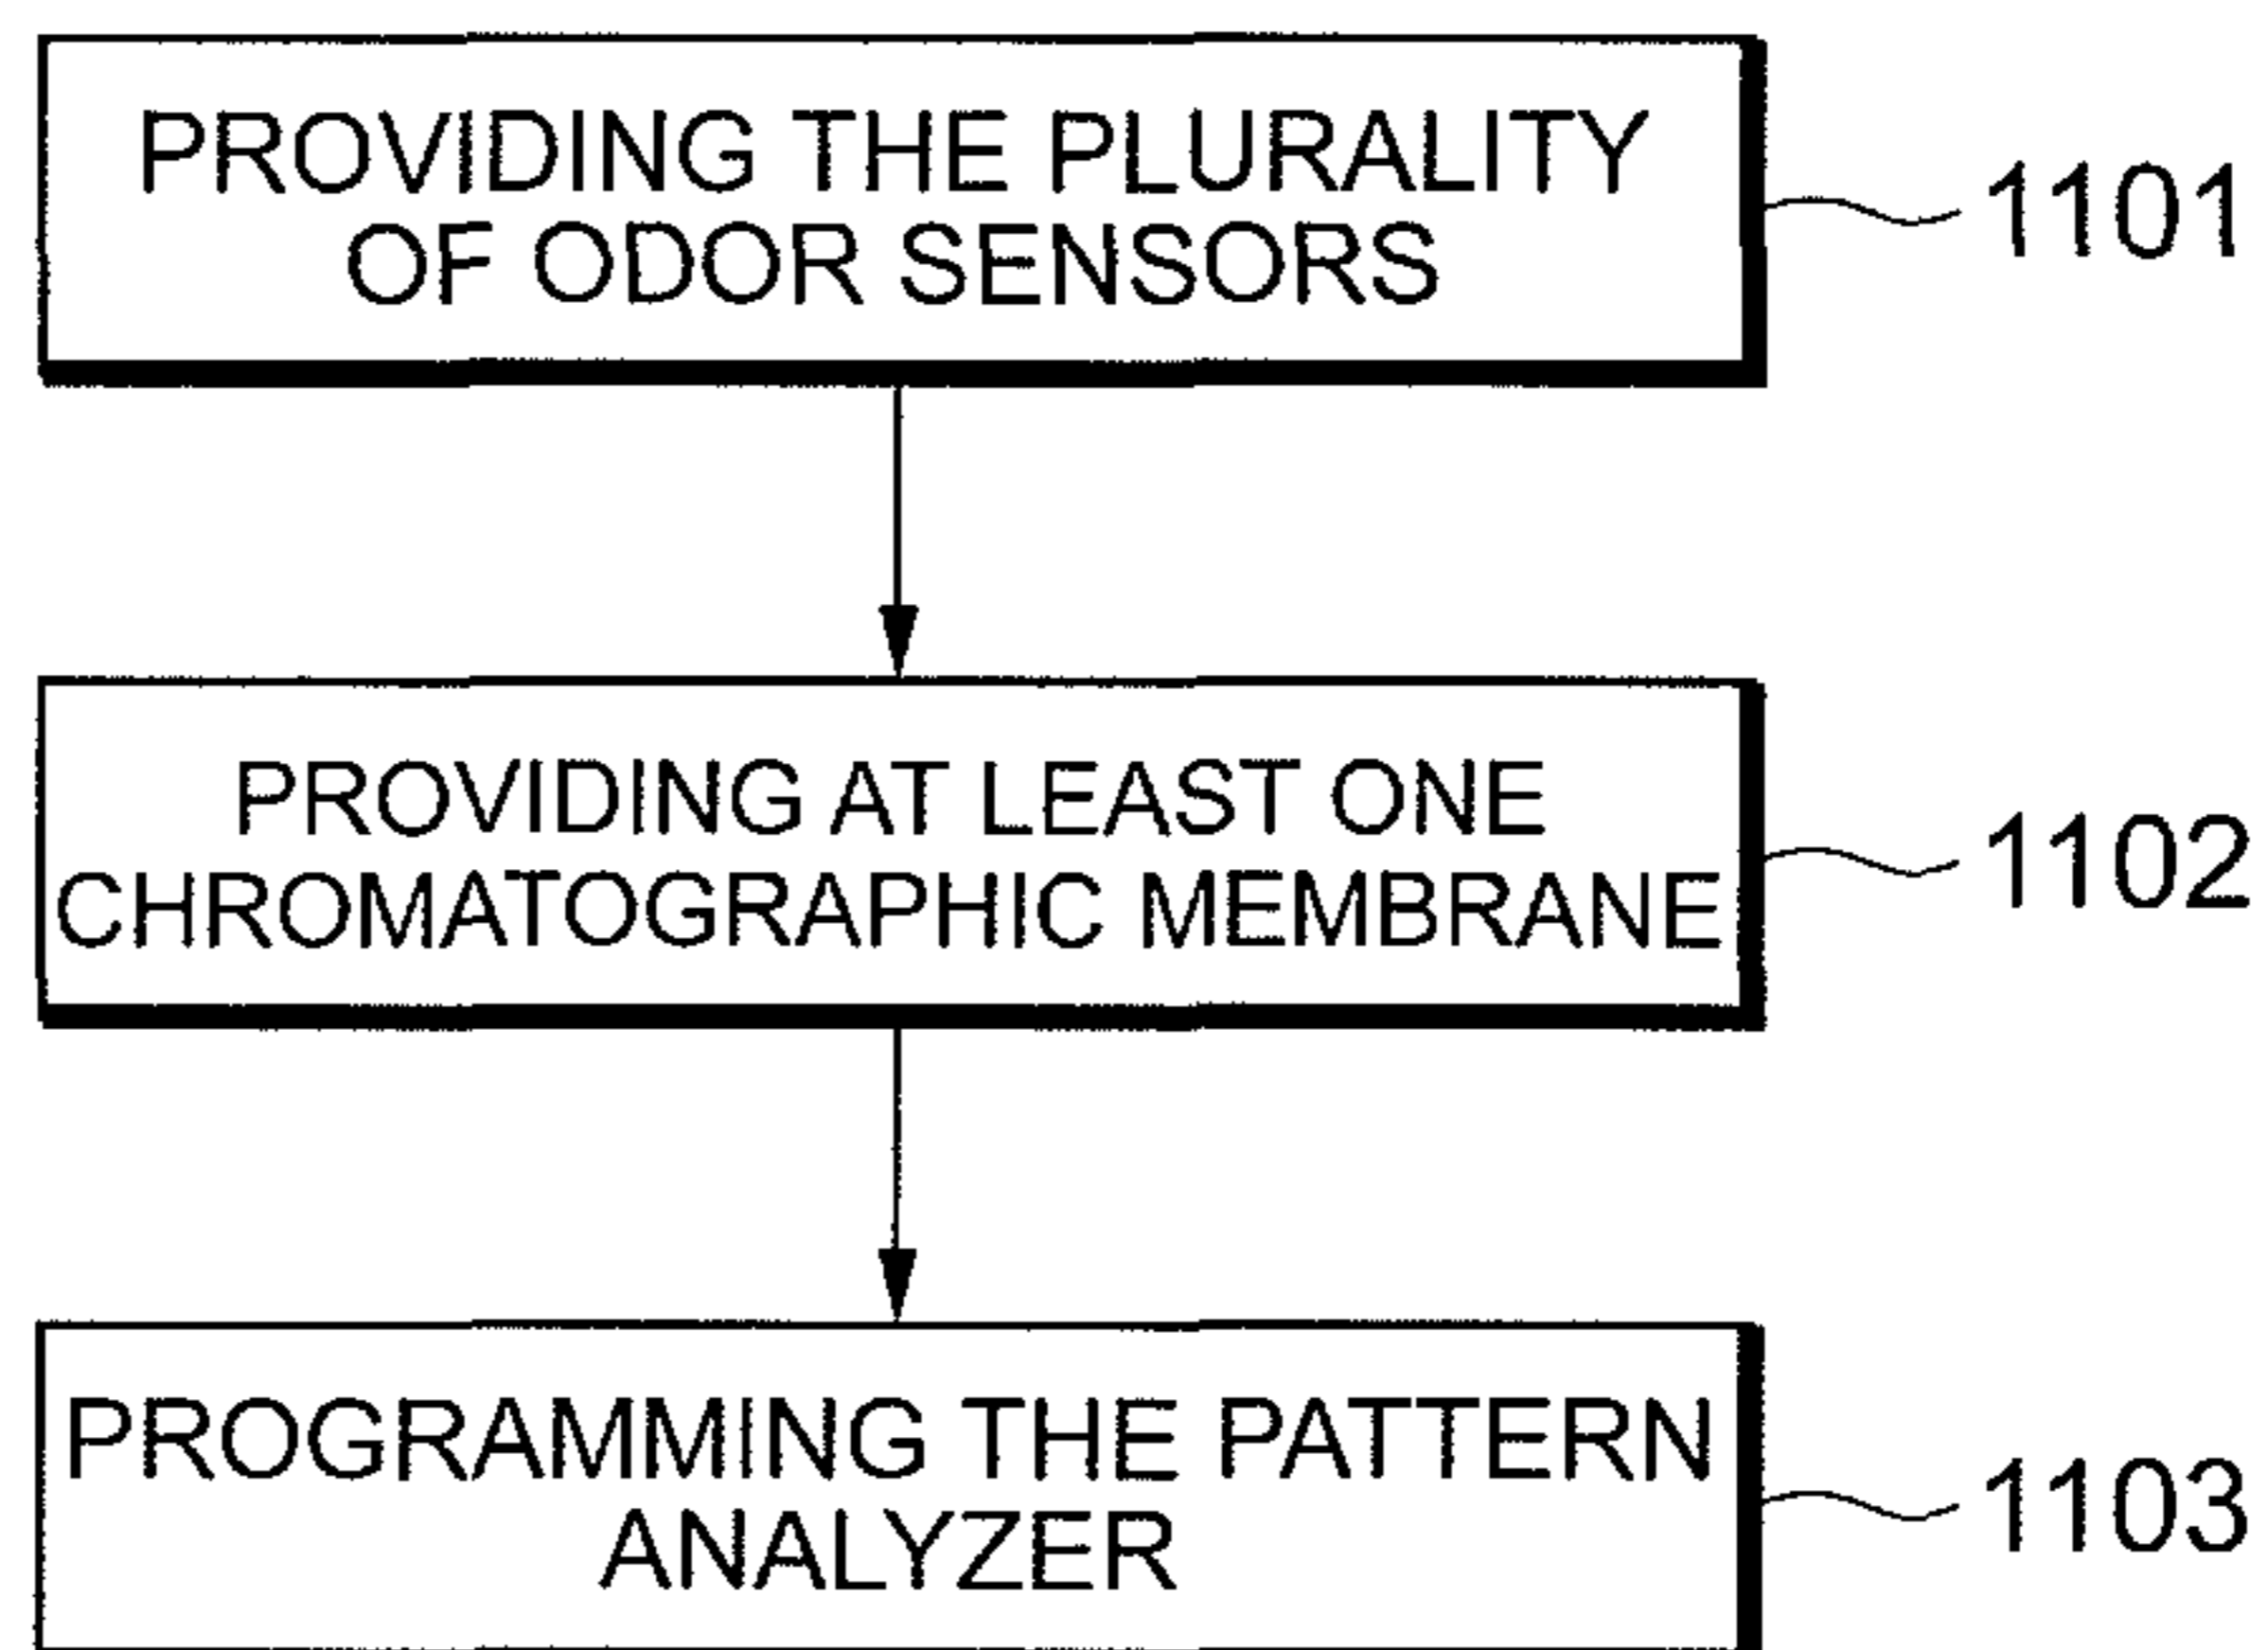 PROVIDING THE PLURALITY
OF ODOR SENSORS
1101
PROVIDING AT LEAST ONE
CHROMATOGRAPHIC MEMBRANE
1102
PROGRAMMING THE PATTERN
ANALYZER
1103